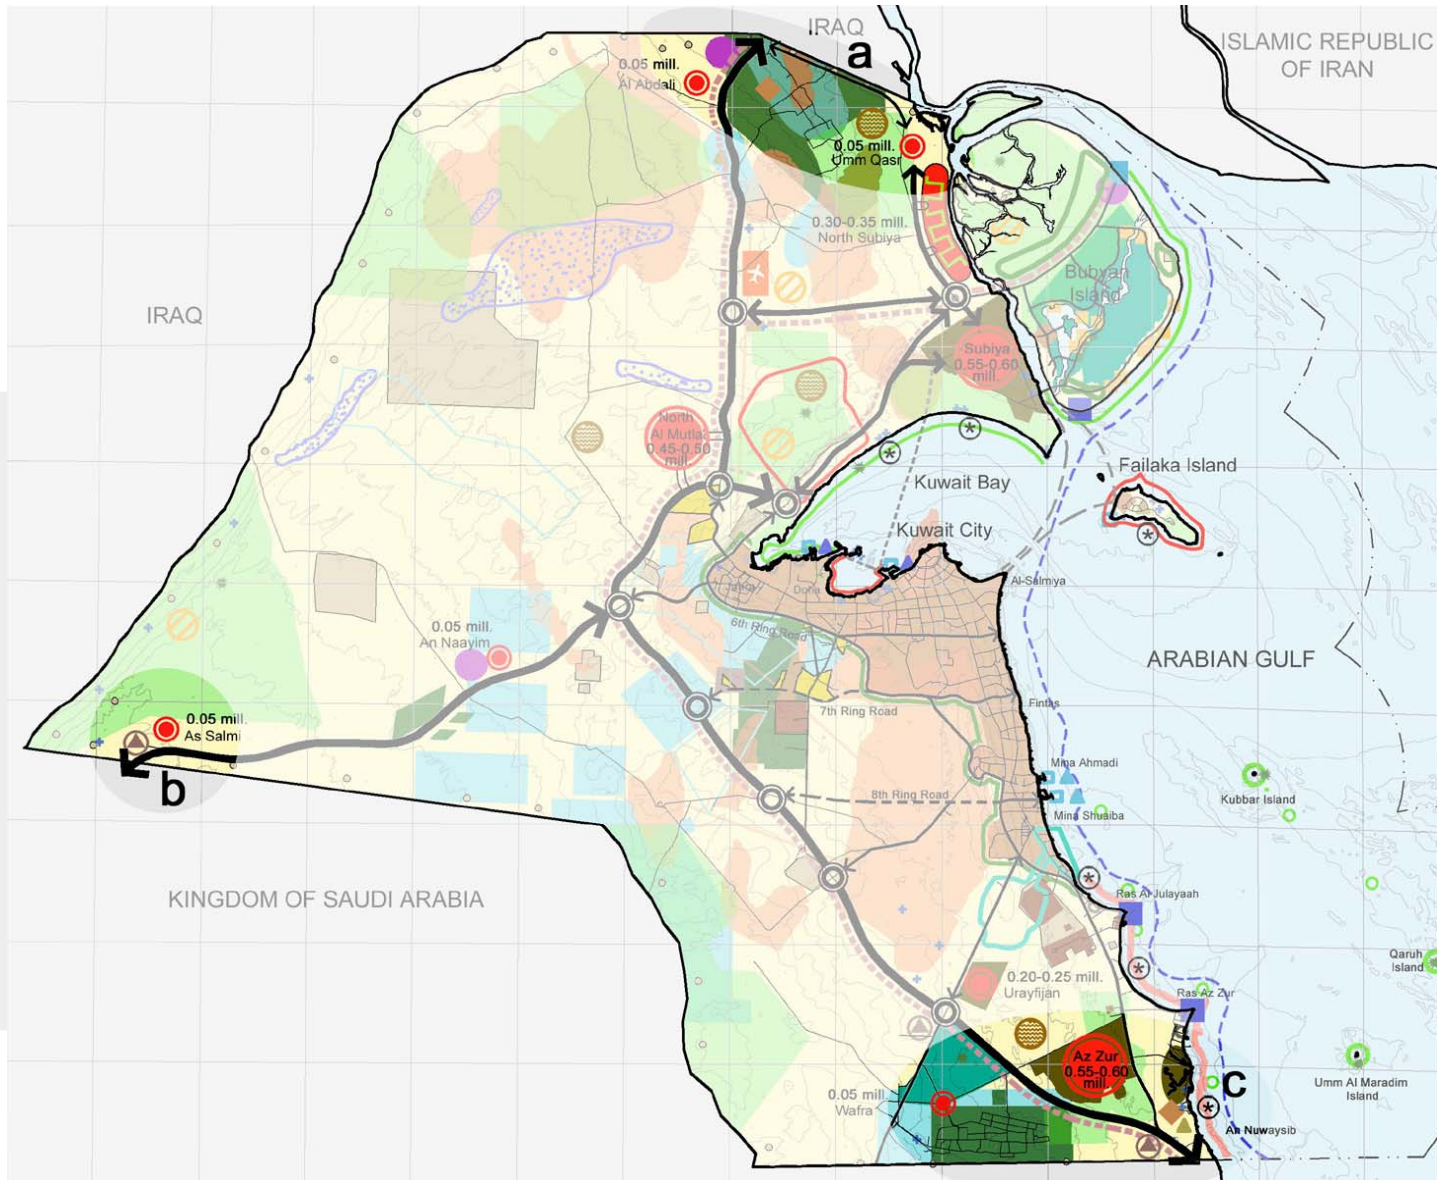 IRAQ
a
ISLAMIC REPUBLIC
OF IRAN
0.05 mill.
Al Abdali
0.05 mill.
Umm Qasr
0.30-0.35 mill.
North Subiya
Bubyan
Island
IRAQ
Subiya
0.55-0.60
mill.
North
Al Mutlaa
0.45-0.50
mill.
Failaka Island
Kuwait Bay
Kuwait City
Al-Salmiya
Doha
6th Ring Road
0.05 mill.
An Naayim
ARABIAN GULF
7th Ring Road
Fintas
0.05 mill.
As Salmi
b
Mina Ahmadi
8th Ring Road
Mina Shuaiba
Kubbar Island
KINGDOM OF SAUDI ARABIA
Ras Al Julayaah
Qaruh
Island
0.20-0.25 mill.
Urayfijan
Ras Az Zur
Az Zur
0.55-0.60
mill.
c
0.05 mill.
Wafra
Umm Al Maradim
Island
An Nuwaysib